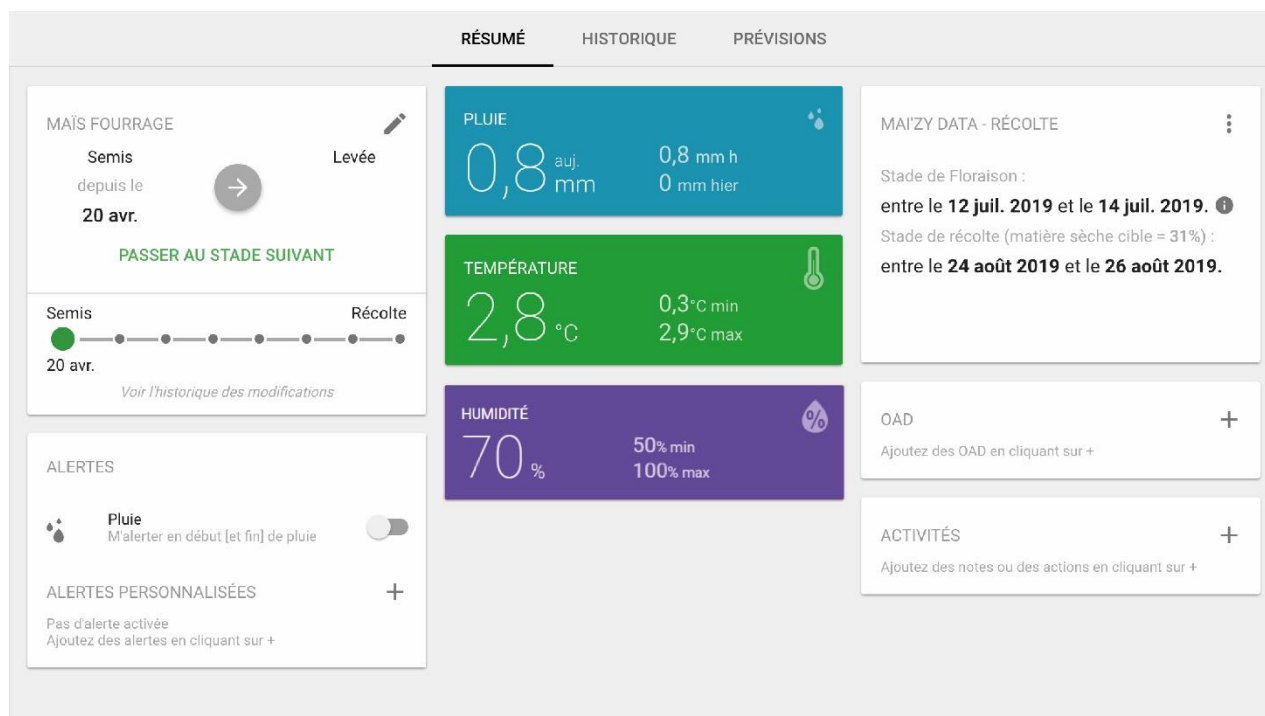 RÉSUMÉ HISTORIQUE PRÉVISIONS
MAÏS FOURRAGE
Semis Levée
depuis le
20 avr.
PASSER AU STADE SUIVANT
Semis Récolte
20 avr.
Voir l'historique des modifications
ALERTES
Pluie
M'alerter en début [et fin] de pluie
ALERTES PERSONNALISÉES +
Pas d'alerte activée
Ajoutez des alertes en cliquant sur +
PLUIE
0,8 auj. mm
0,8 mm h
0 mm hier
TEMPÉRATURE
2,8 °C
0,3°C min
2,9°C max
HUMIDITÉ
%
70 %
50% min
100% max
MAI'ZY DATA - RÉCOLTE
Stade de Floraison :
entre le 12 juil. 2019 et le 14 juil. 2019.
Stade de récolte (matière sèche cible = 31%) :
entre le 24 août 2019 et le 26 août 2019.
OAD +
Ajoutez des OAD en cliquant sur +
ACTIVITÉS +
Ajoutez des notes ou des actions en cliquant sur +